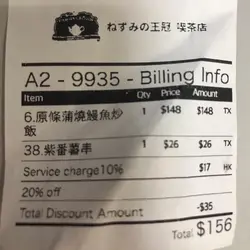 ねずみの王冠 喫茶店
A2 - 9935 - Billing Info
Item Qty Price Amount
6.原條蒲燒鰻魚炒 1 $148 $148 TX
飯
38.紫番薯串 1 $26 $26 TX
Service charge10% $17
20% off
Total Discount Amount -$35
Total $156